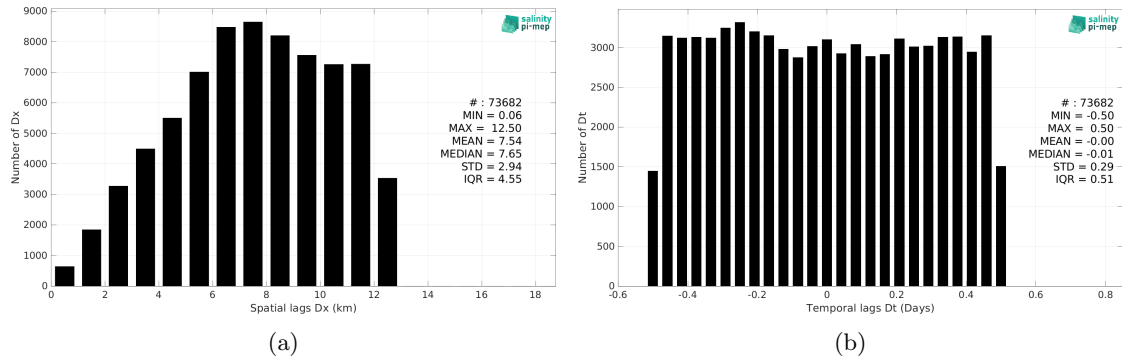 9000
8000
7000
6000
5000
4000
3000
2000
1000
0
Number of Dx
0 2 4 6 8 10 12 14 16 18
Spatial lags Dx (km)
salinity
pi-mep
# : 73682
MIN = 0.06
MAX = 12.50
MEAN = 7.54
MEDIAN = 7.65
STD = 2.94
IQR = 4.55
(a)
3000
2500
2000
1500
1000
500
0
Number of Dt
-0.6 -0.4 -0.2 0 0.2 0.4 0.6 0.8
Temporal lags Dt (Days)
salinity
pi-mep
# : 73682
MIN = -0.50
MAX = 0.50
MEAN = -0.00
MEDIAN = -0.01
STD = 0.29
IQR = 0.51
(b)